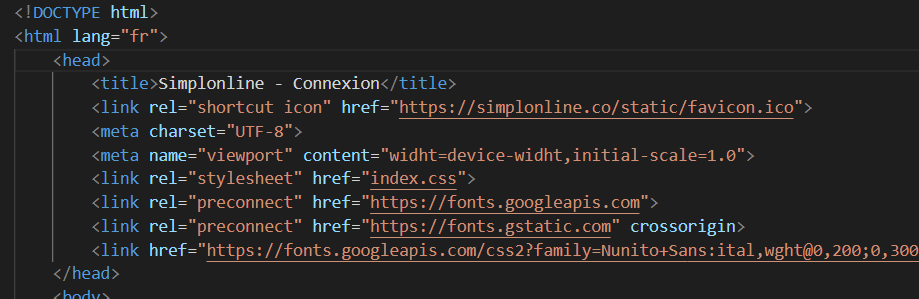 <!DOCTYPE html>
<html lang="fr">
<head>
<title>Simplonline - Connexion</title>
<link rel="shortcut icon" href="https://simplonline.co/static/favicon.ico">
<meta charset="UTF-8">
<meta name="viewport" content="widht=device-widht,initial-scale=1.0">
<link rel="stylesheet" href="index.css">
<link rel="preconnect" href="https://fonts.googleapis.com">
<link rel="preconnect" href="https://fonts.gstatic.com" crossorigin>
<link href="https://fonts.googleapis.com/css2?family=Nunito+Sans:ital,wght@0,200;0,300
</head>
<body>